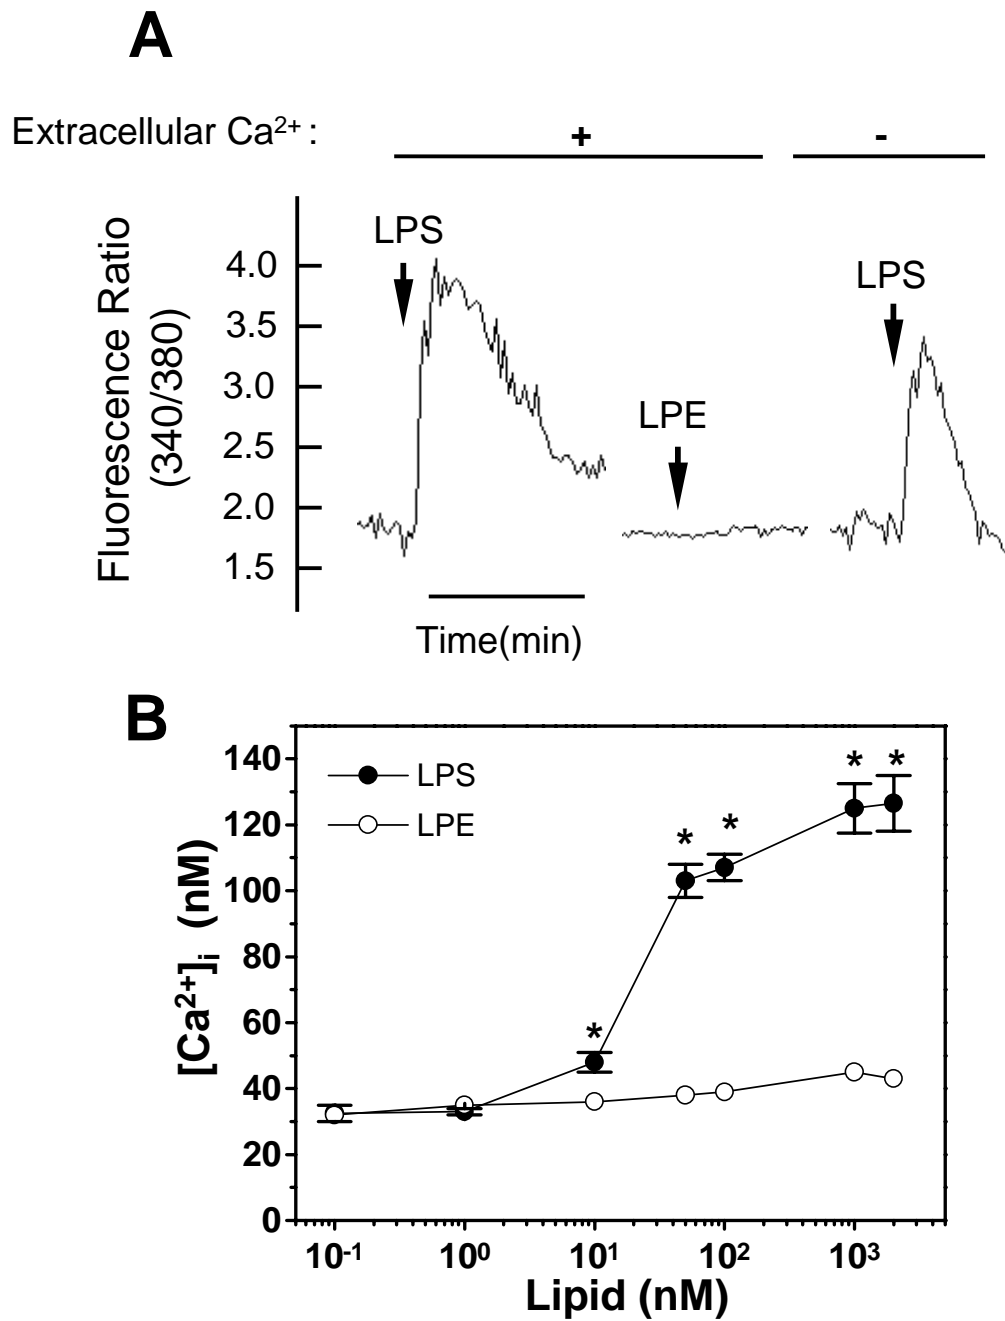 A
Extracellular Ca²⁺ :
+
-
Fluorescence Ratio
(340/380)
LPS
LPS
LPE
4.0
3.5
3.0
2.5
2.0
1.5
Time(min)
B
LPS
LPE
[Ca²⁺]ᵢ (nM)
140
120
100
80
60
40
20
0
* * * * *
10⁻¹ 10⁰ 10¹ 10² 10³
Lipid (nM)